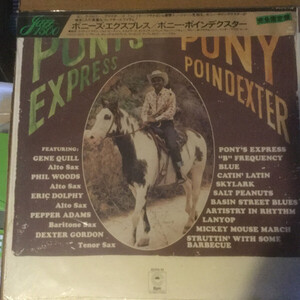 Jazz
1500
ポニーズ・エクスプレス/ポニー・ポインデクスター
PONY'S
EXPRESS
PONY
POINDEXTER
FEATURING:
GENE QUILL
Alto Sax
PHIL WOODS
Alto Sax
ERIC DOLPHY
Alto Sax
PEPPER ADAMS
Baritone Sax
DEXTER GORDON
Tenor Sax
PONY'S EXPRESS
"B" FREQUENCY
BLUE
CATIN' LATIN
SKYLARK
SALT PEANUTS
BASIN STREET BLUES
ARTISTRY IN RHYTHM
LANYOP
MICKEY MOUSE MARCH
STRUTTIN' WITH SOME
BARBECUE
Epic